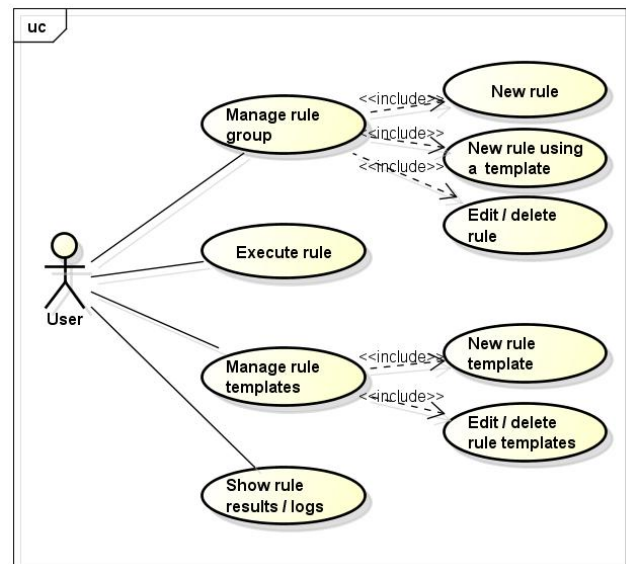 uc
Manage rule
group
<<include>>
New rule
<<include>>
New rule using
a template
<<include>>
Edit / delete
rule
Execute rule
User
Manage rule
templates
<<include>>
New rule
template
<<include>>
Edit / delete
rule templates
Show rule
results / logs